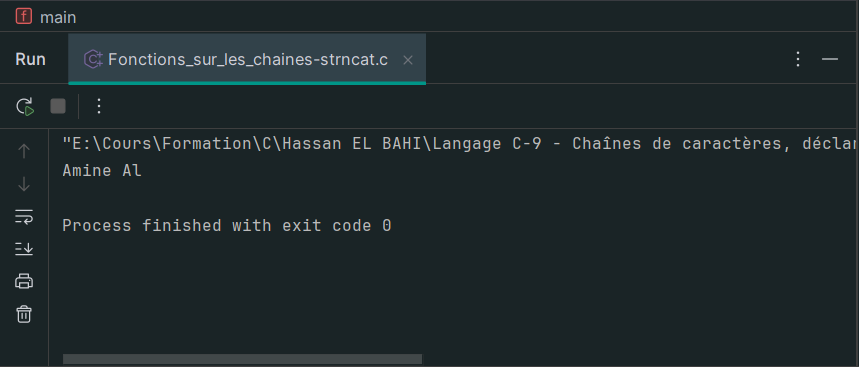 main
Run
Fonctions_sur_les_chaines-strncat.c
"E:\Cours\Formation\C\Hassan EL BAHI\Langage C-9 - Chaînes de caractères, déclar
Amine Al
Process finished with exit code 0